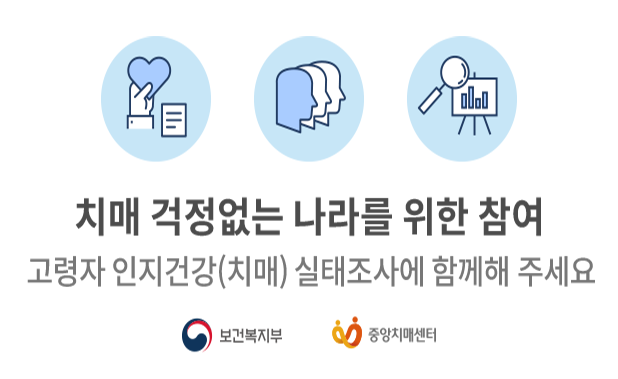 치매 걱정없는 나라를 위한 참여
고령자 인지건강(치매) 실태조사에 함께해 주세요
보건복지부 중앙치매센터